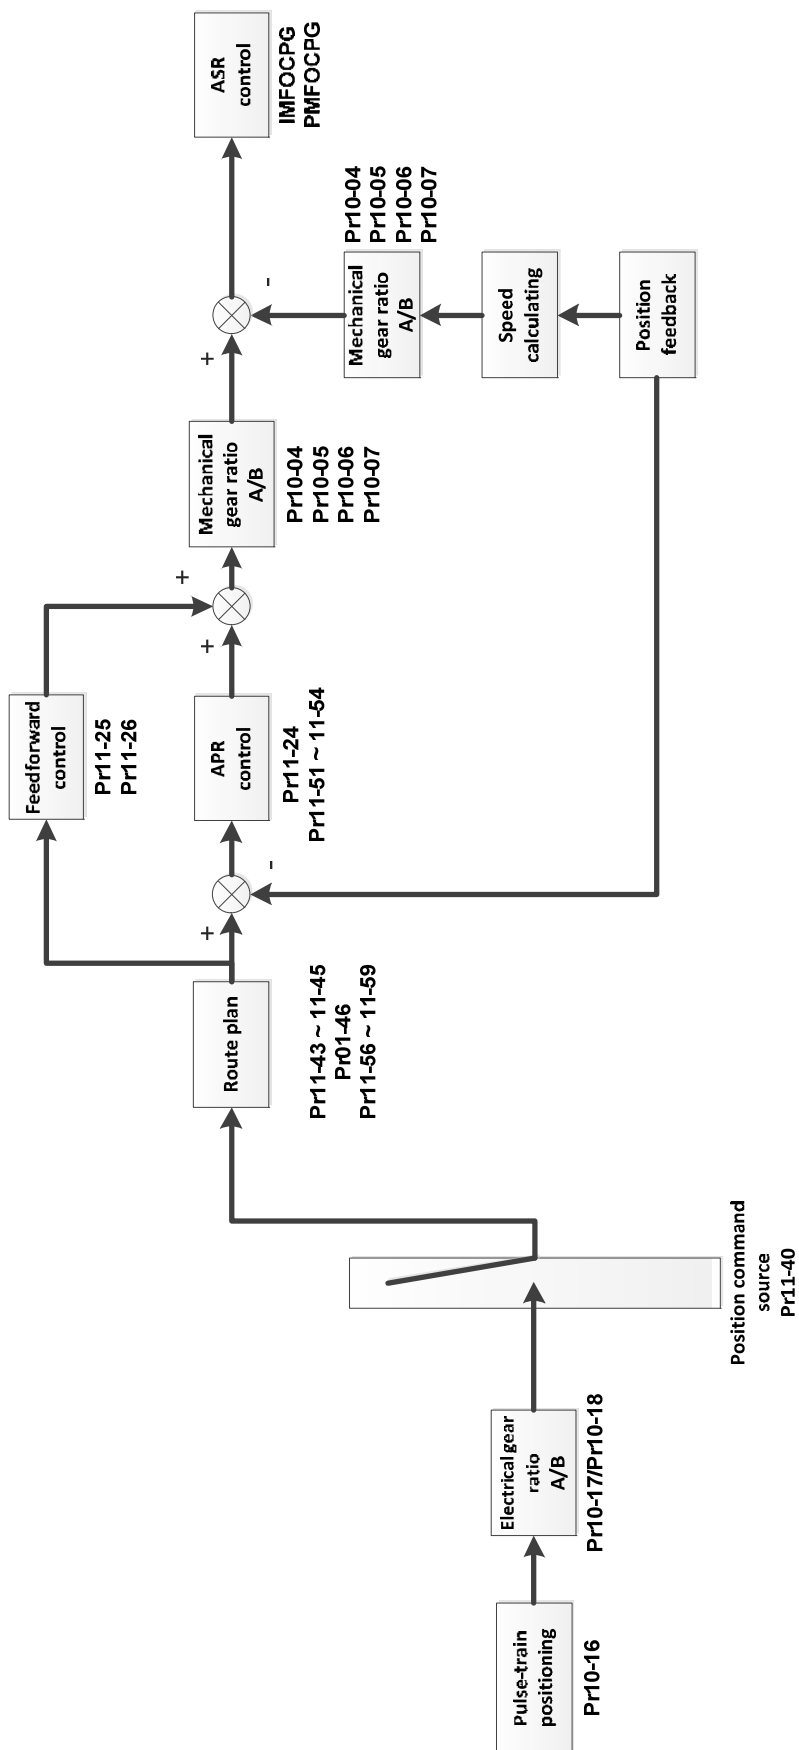 Pulse-train
positioning
Pr10-16
Electrical gear
ratio
A/B
Pr10-17/Pr10-18
Position command
source
Pr11-40
Route plan
Pr11-43 ~ 11-45
Pr01-46
Pr11-56 ~ 11-59
+
-
Feedforward
control
Pr11-25
Pr11-26
APR
control
Pr11-24
Pr11-51 ~ 11-54
+
+
Mechanical
gear ratio
A/B
Pr10-04
Pr10-05
Pr10-06
Pr10-07
+
-
ASR
control
IMFOCPG
PMFOCPG
Mechanical
gear ratio
A/B
Pr10-04
Pr10-05
Pr10-06
Pr10-07
Speed
calculating
Position
feedback